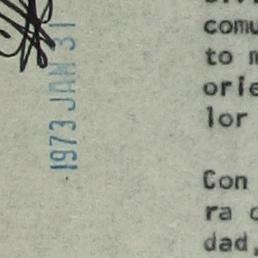 1973 JAN 31
comu
to m
orie
lor
Con
ra c
dad,